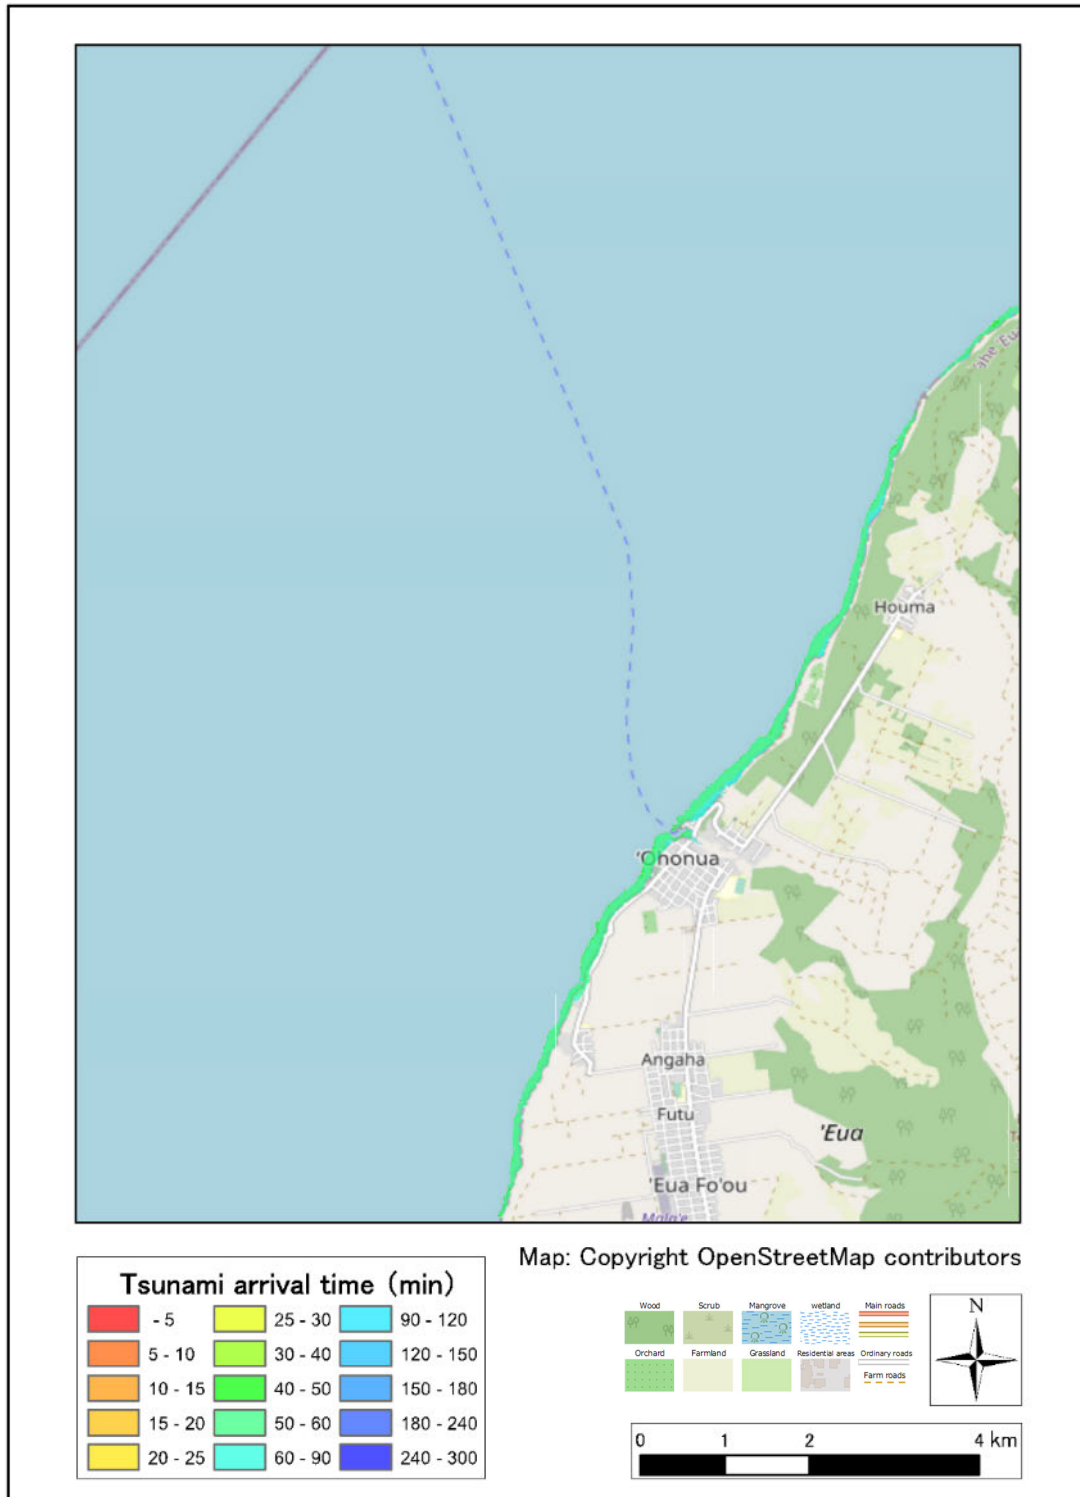 'ahe 'Eu
Houma
'Ohonua
Angaha
Futu
'Eua
'Eua Fo'ou
Mala'e
Map: Copyright OpenStreetMap contributors
Tsunami arrival time (min)
- 5
25 - 30
90 - 120
5 - 10
30 - 40
120 - 150
10 - 15
40 - 50
150 - 180
15 - 20
50 - 60
180 - 240
20 - 25
60 - 90
240 - 300
Wood
Scrub
Mangrove
wetland
Main roads
Orchard
Farmland
Grassland
Residential areas
Ordinary roads
Farm roads
N
0 1 2 4 km